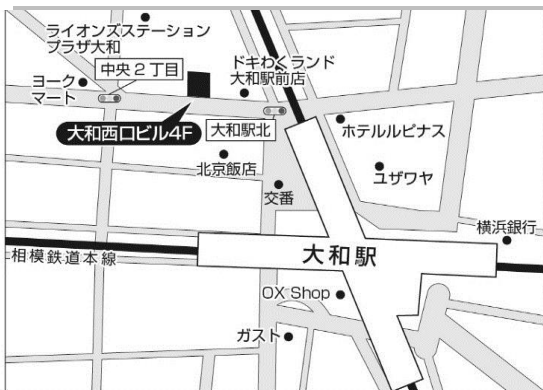 ライオンズステーション
プラザ大和
中央２丁目
ドキわくランド
大和駅前店
ヨーク
マート
大和西口ビル4F
大和駅北
ホテルルピナス
北京飯店
ユザワヤ
交番
横浜銀行
大和駅
相模鉄道本線
OX Shop
ガスト